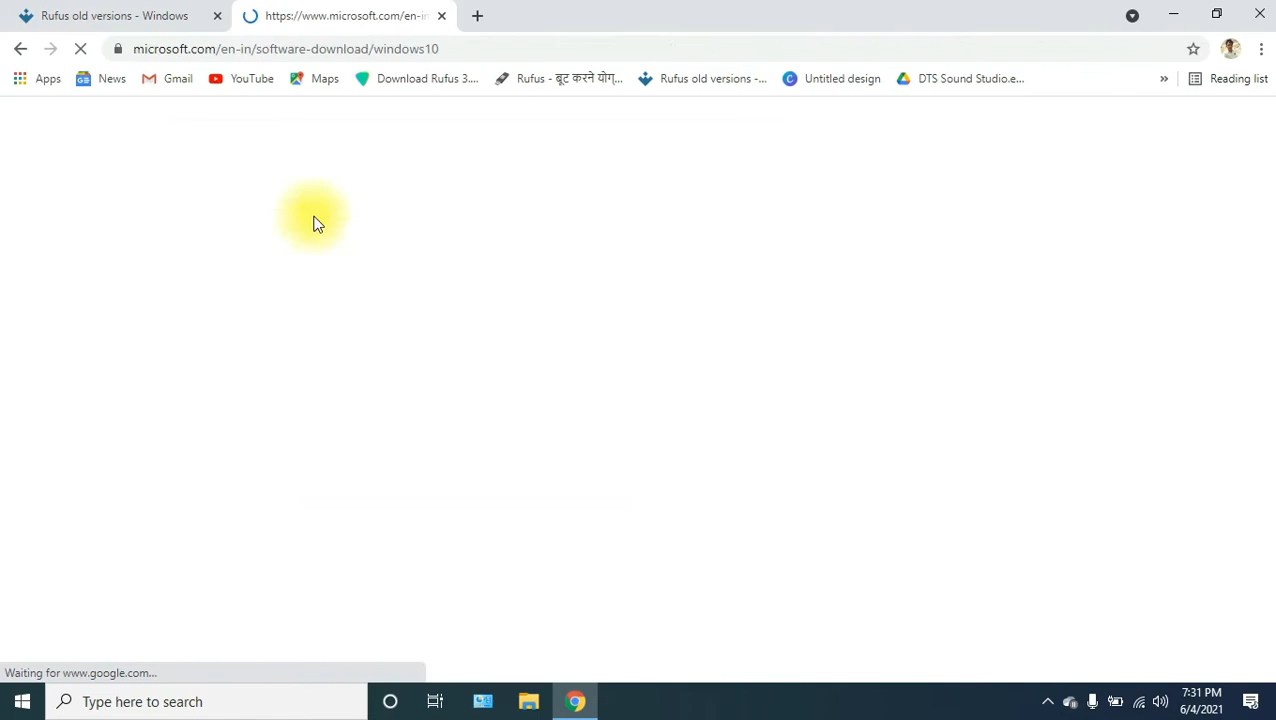 Rufus old versions - Windows
https://www.microsoft.com/en-in
microsoft.com/en-in/software-download/windows10
Apps News Gmail YouTube Maps Download Rufus 3.... Rufus - बूट करने योग्... Rufus old versions -... Untitled design DTS Sound Studio.e... » Reading list
Waiting for www.google.com...
Type here to search
7:31 PM
6/4/2021